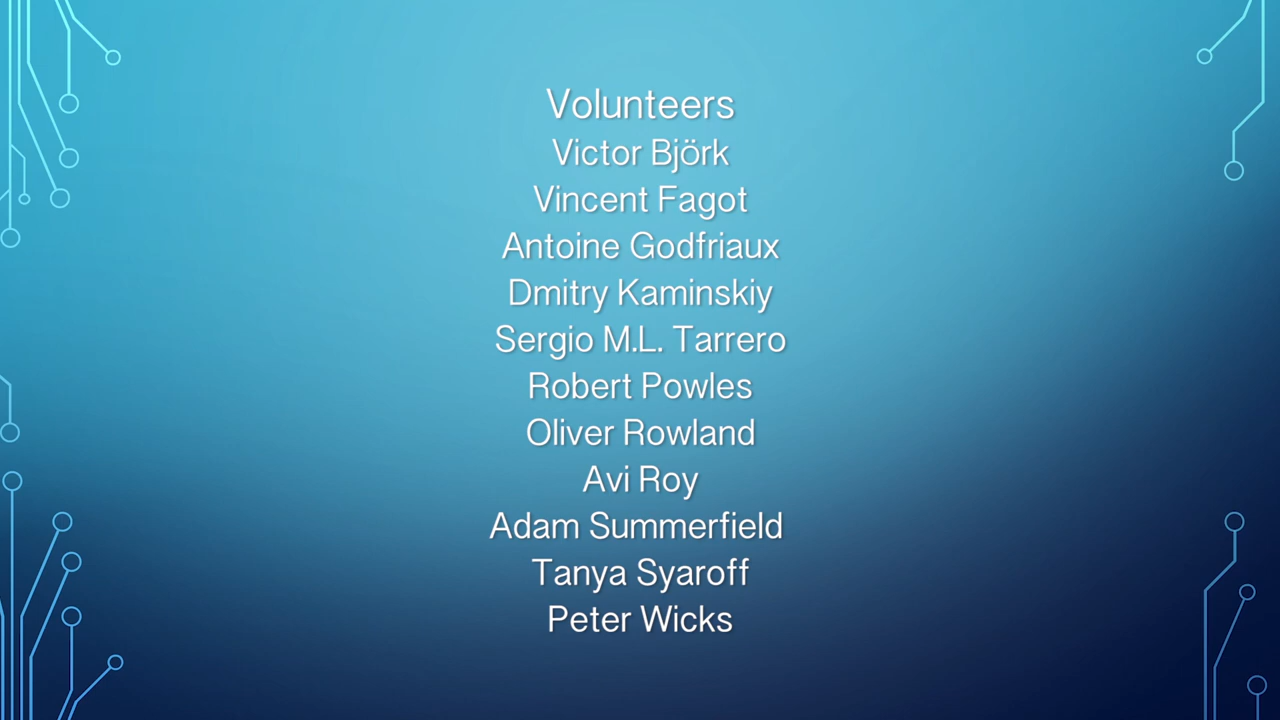 Volunteers
Victor Björk
Vincent Fagot
Antoine Godfriaux
Dmitry Kaminskiy
Sergio M.L. Tarrero
Robert Powles
Oliver Rowland
Avi Roy
Adam Summerfield
Tanya Syaroff
Peter Wicks